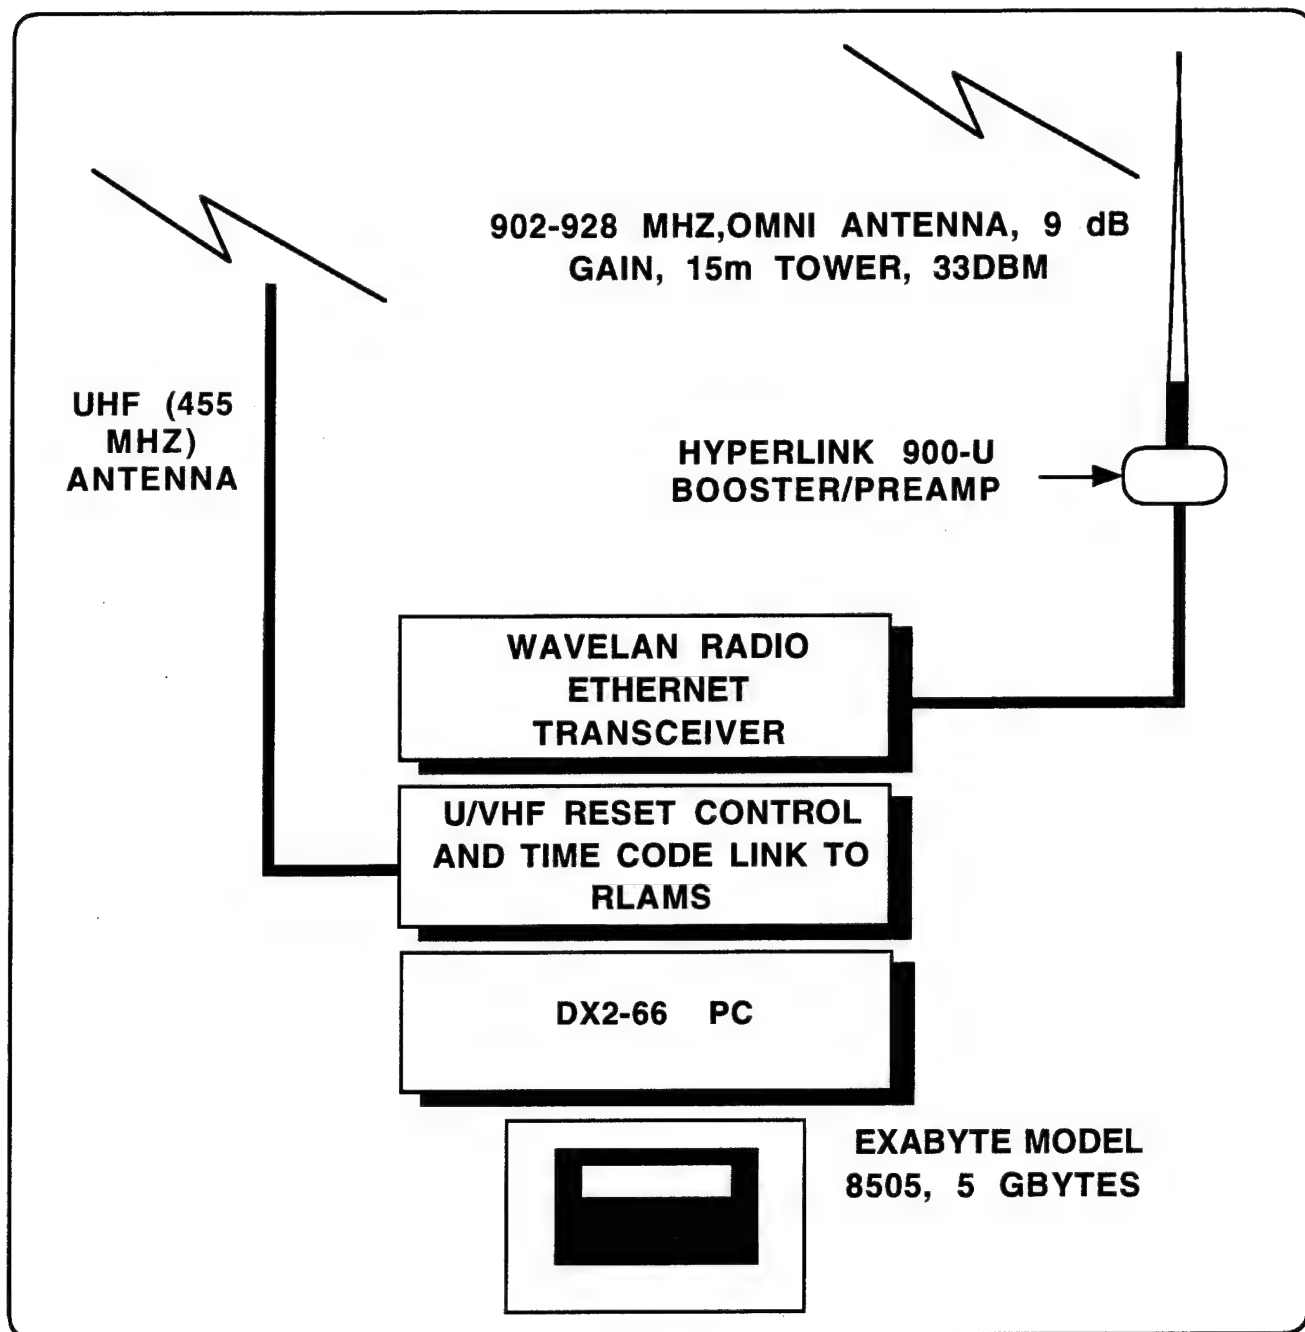 902-928 MHZ,OMNI ANTENNA, 9 dB
GAIN, 15m TOWER, 33DBM
UHF (455
MHZ)
ANTENNA
HYPERLINK 900-U
BOOSTER/PREAMP
WAVELAN RADIO
ETHERNET
TRANSCEIVER
U/VHF RESET CONTROL
AND TIME CODE LINK TO
RLAMS
DX2-66 PC
EXABYTE MODEL
8505, 5 GBYTES